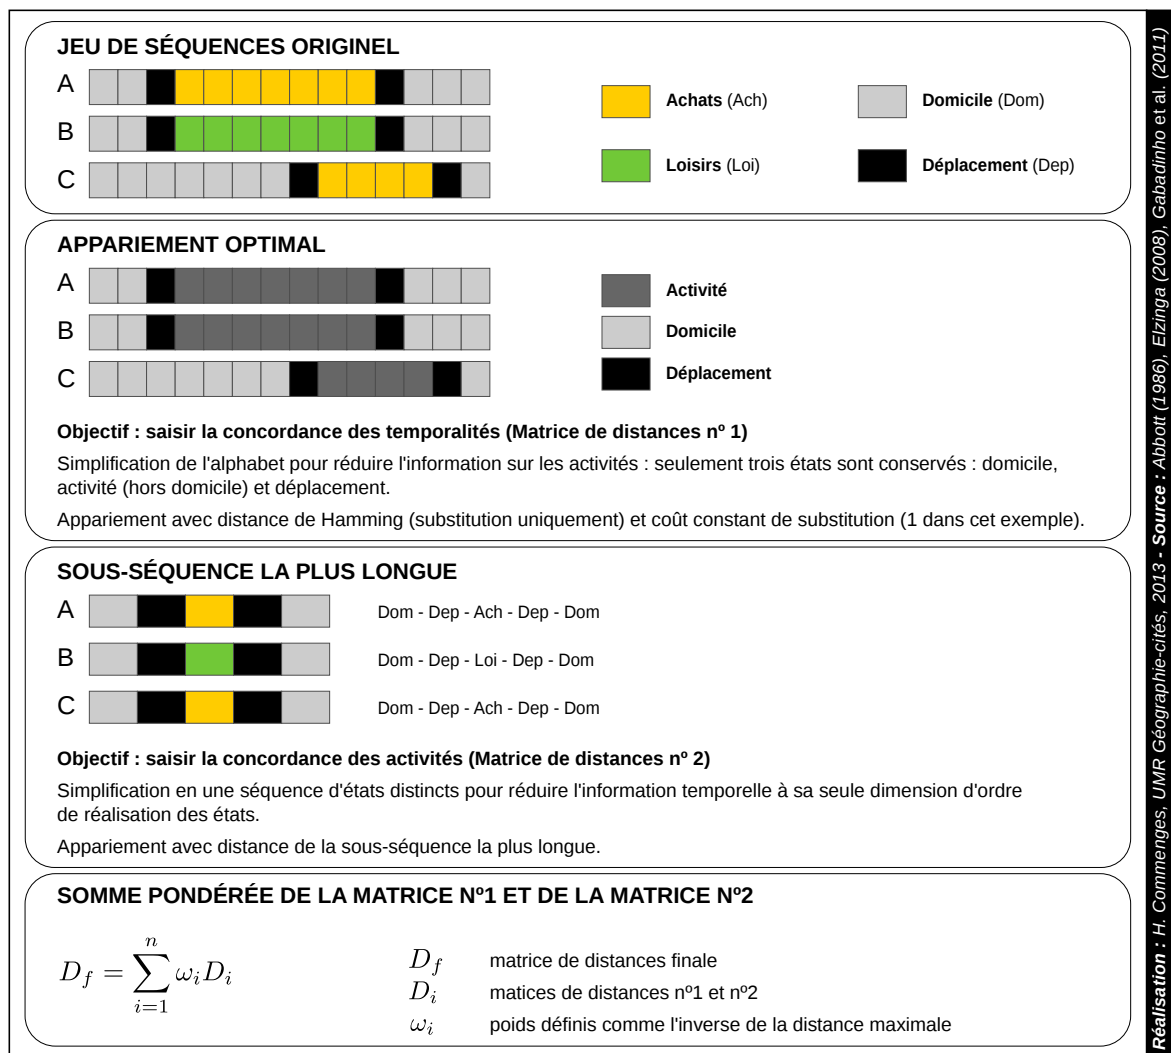 JEU DE SÉQUENCES ORIGINEL
A
B
C
Achats (Ach)
Domicile (Dom)
Loisirs (Loi)
Déplacement (Dep)
APPARIEMENT OPTIMAL
A
B
C
Activité
Domicile
Déplacement
Objectif : saisir la concordance des temporalités (Matrice de distances nº 1)
Simplification de l'alphabet pour réduire l'information sur les activités : seulement trois états sont conservés : domicile,
activité (hors domicile) et déplacement.
Appariement avec distance de Hamming (substitution uniquement) et coût constant de substitution (1 dans cet exemple).
SOUS-SÉQUENCE LA PLUS LONGUE
A Dom - Dep - Ach - Dep - Dom
B Dom - Dep - Loi - Dep - Dom
C Dom - Dep - Ach - Dep - Dom
Objectif : saisir la concordance des activités (Matrice de distances nº 2)
Simplification en une séquence d'états distincts pour réduire l'information temporelle à sa seule dimension d'ordre
de réalisation des états.
Appariement avec distance de la sous-séquence la plus longue.
SOMME PONDÉRÉE DE LA MATRICE Nº1 ET DE LA MATRICE Nº2
D_f = \sum_{i=1}^{n} ω_i D_i
D_f matrice de distances finale
D_i matices de distances nº1 et nº2
ω_i poids définis comme l'inverse de la distance maximale
Réalisation : H. Commenges, UMR Géographie-cités, 2013 - Source : Abbott (1986), Elzinga (2008), Gabadinho et al. (2011)